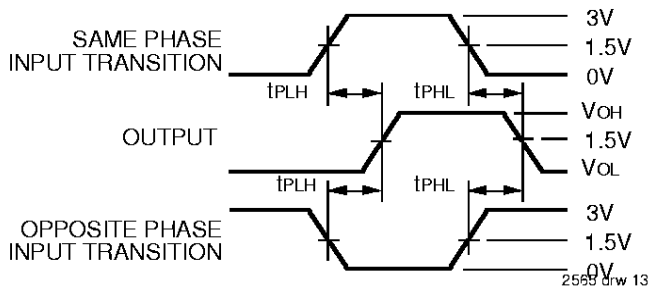 SAME PHASE
INPUT TRANSITION
3V
1.5V
0V
tPLH
tPHL
OUTPUT
VOH
1.5V
VOL
tPLH
tPHL
OPPOSITE PHASE
INPUT TRANSITION
3V
1.5V
0V
2565 drw 13